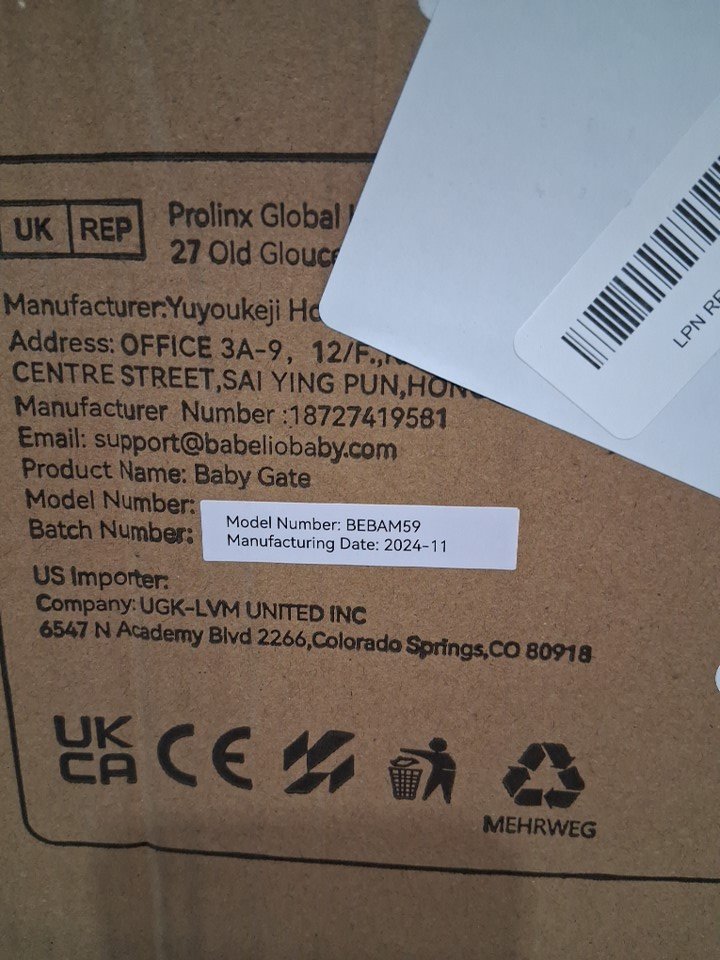 UK REP
Prolinx Global
27 Old
Manufacturer:Yuyoukeji
Address: OFFICE 3A-9, 12/F.,
CENTRE STREET,SAI YING PUN,
Manufacturer Number :18727419581
Email: support@babeliobaby.com
Product Name: Baby Gate
Model Number:
Batch Number:
Model Number: BEBAM59
Manufacturing Date: 2024-11
US Importer:
Company: UGK-LVM UNITED INC
6547 N Academy Blvd 2266,Colorado Springs,CO 80918
UK
CA
CE
MEHRWEG
LPN